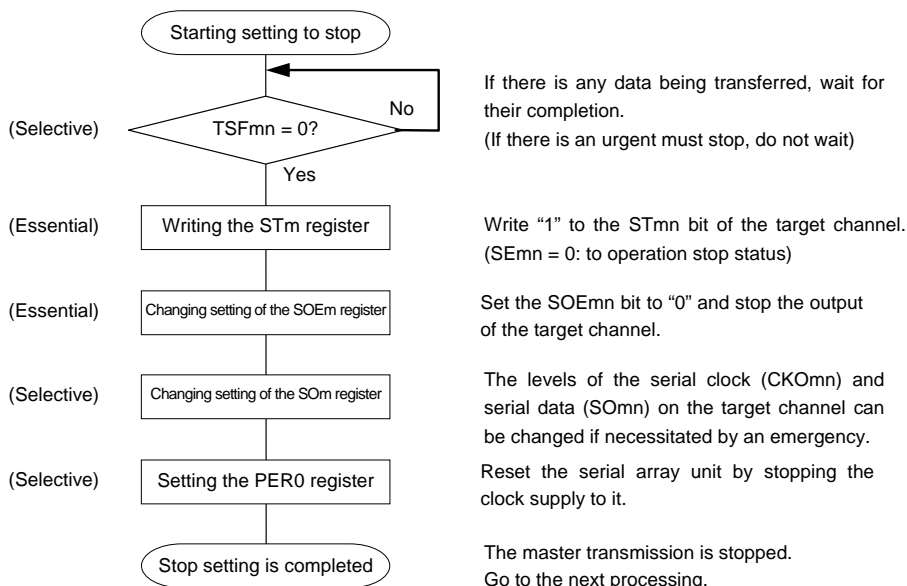 Starting setting to stop
(Selective)
TSFmn = 0?
No
Yes
If there is any data being transferred, wait for
their completion.
(If there is an urgent must stop, do not wait)
(Essential)
Writing the STm register
Write “1” to the STmn bit of the target channel.
(SEmn = 0: to operation stop status)
(Essential)
Changing setting of the SOEm register
Set the SOEmn bit to “0” and stop the output
of the target channel.
(Selective)
Changing setting of the SOm register
The levels of the serial clock (CKOmn) and
serial data (SOmn) on the target channel can
be changed if necessitated by an emergency.
(Selective)
Setting the PER0 register
Reset the serial array unit by stopping the
clock supply to it.
Stop setting is completed
The master transmission is stopped.
Go to the next processing.